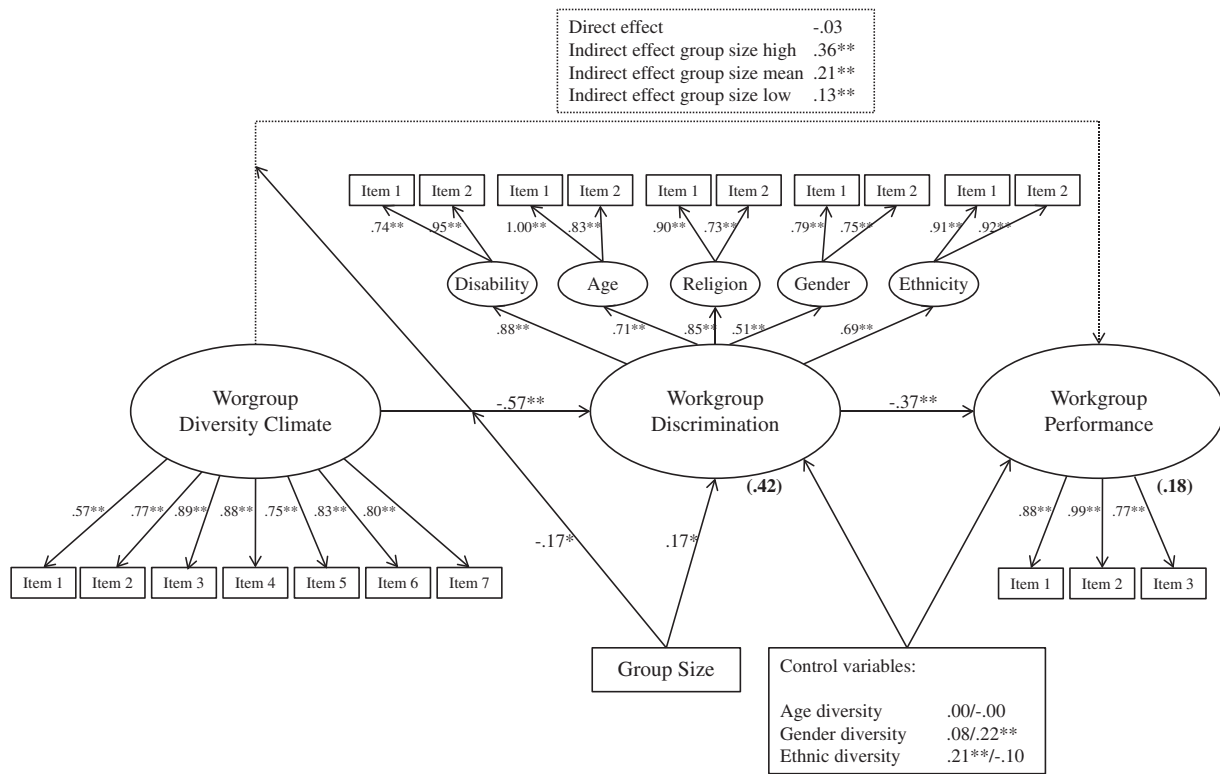 Direct effect -.03
Indirect effect group size high .36**
Indirect effect group size mean .21**
Indirect effect group size low .13**
Item 1 Item 2 Item 1 Item 2 Item 1 Item 2 Item 1 Item 2 Item 1 Item 2
.74** .95** 1.00** .83** .90** .73** .79** .75** .91** .92**
Disability Age Religion Gender Ethnicity
.88** .71** .85** .51** .69**
Worgroup
Diversity Climate
-.57**
Workgroup
Discrimination
-.37**
Workgroup
Performance
(.42) (.18)
.57** .77** .89** .88** .75** .83** .80**
-.17* .17*
.88** .99** .77**
Item 1 Item 2 Item 3 Item 4 Item 5 Item 6 Item 7
Item 1 Item 2 Item 3
Group Size
Control variables:
Age diversity .00/-.00
Gender diversity .08/.22**
Ethnic diversity .21**/-.10